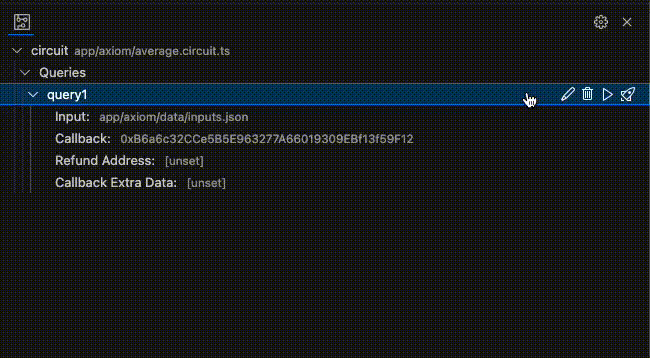 circuit app/axiom/average.circuit.ts
Queries
query1
Input: app/axiom/data/inputs.json
Callback: 0xB6a6c32CCe5B5E963277A66019309EBf13f59F12
Refund Address: [unset]
Callback Extra Data: [unset]